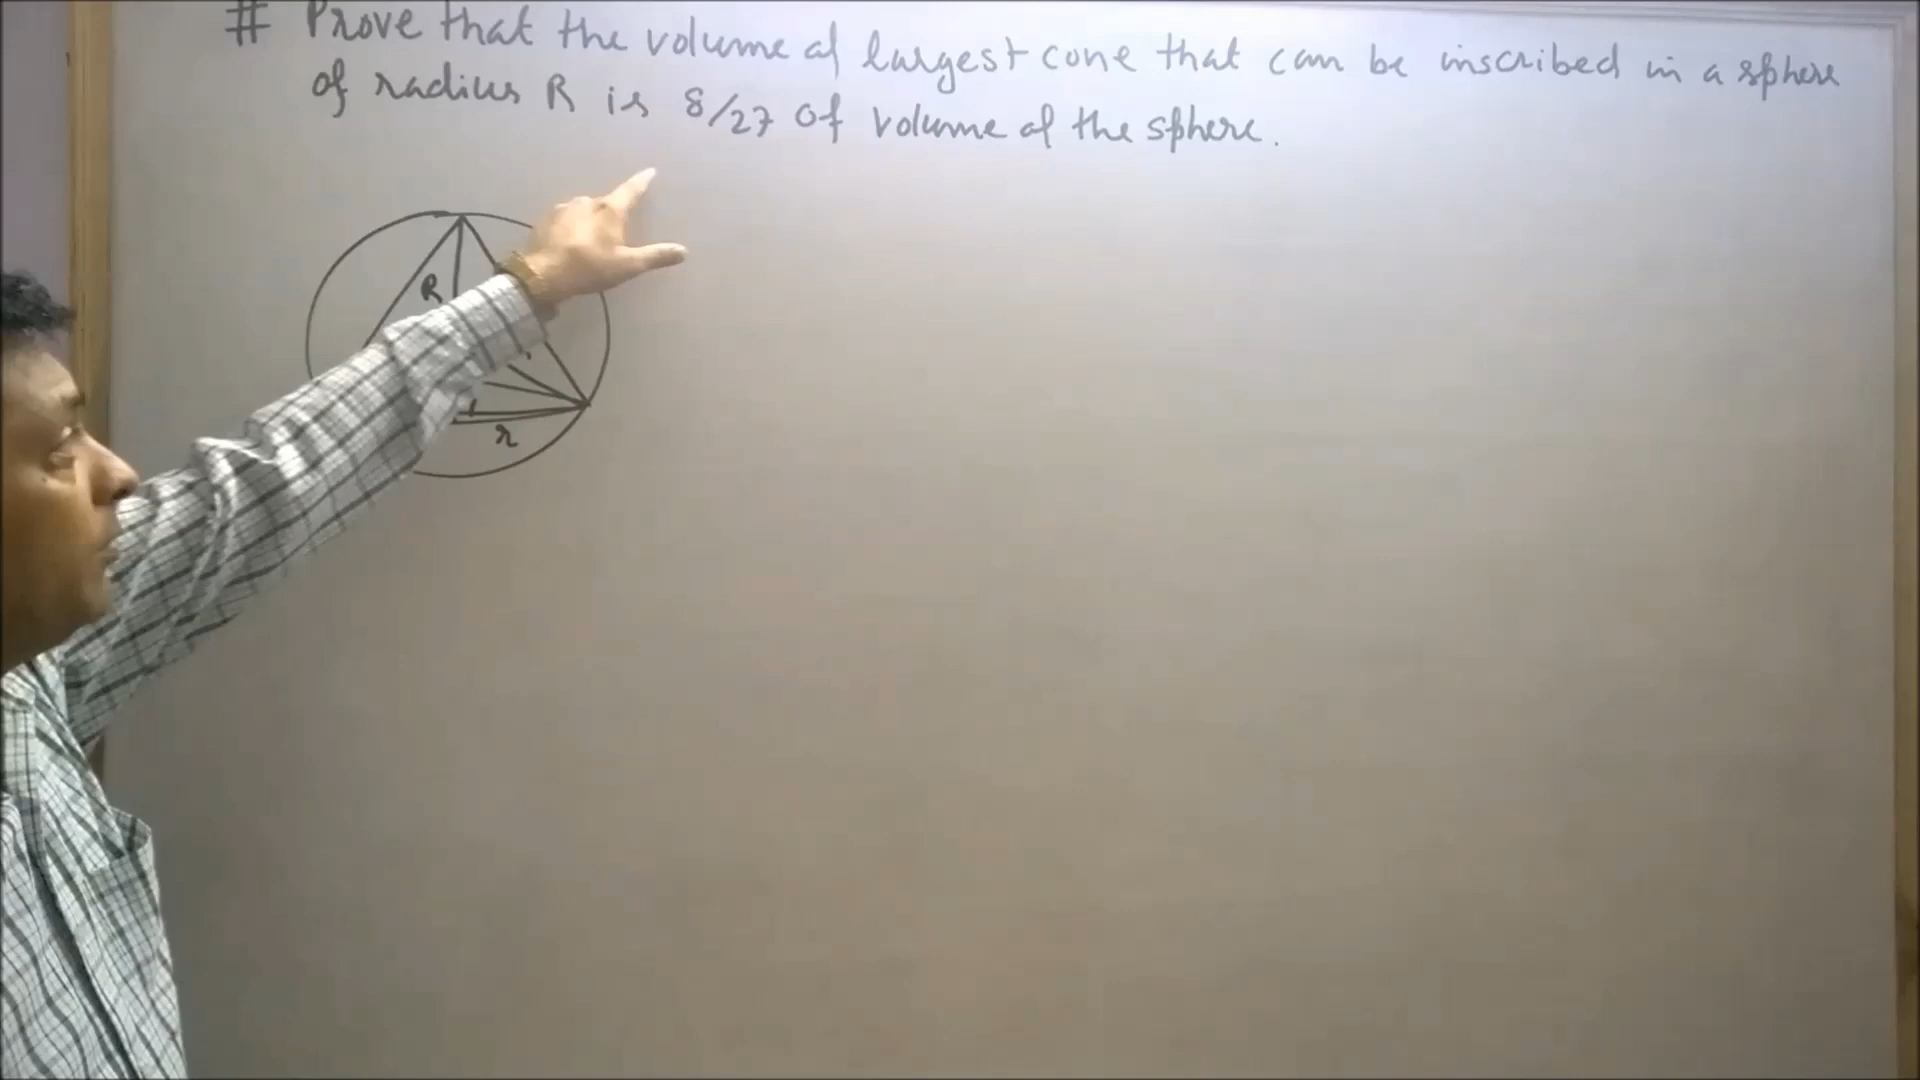 # Prove that the volume of largest cone that can be inscribed in a sphere
of radius R is 8/27 of volume of the sphere.
R
r